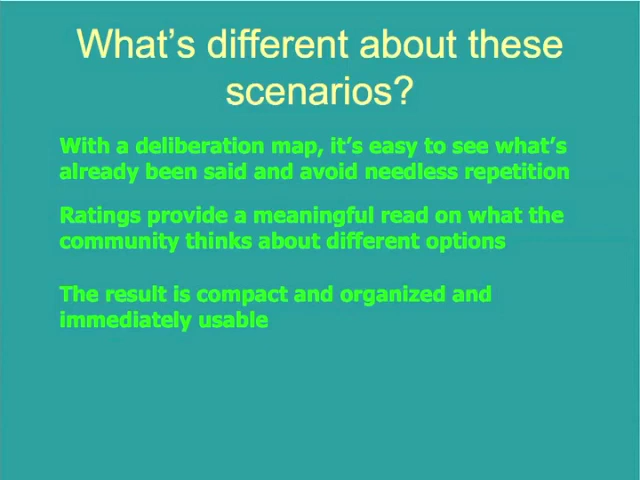 What’s different about these
scenarios?
With a deliberation map, it’s easy to see what’s
already been said and avoid needless repetition
Ratings provide a meaningful read on what the
community thinks about different options
The result is compact and organized and
immediately usable